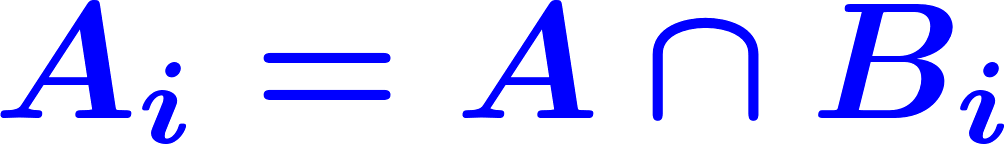 A_i = A ∩ B_i